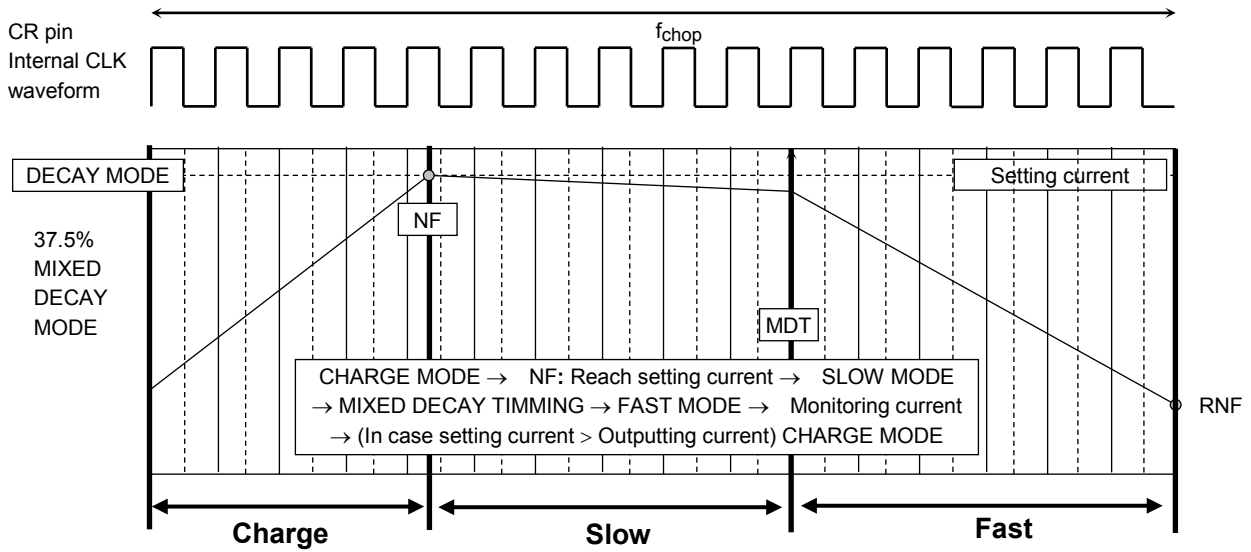 CR pin
Internal CLK
waveform
fchop
DECAY MODE
Setting current
NF
37.5%
MIXED
DECAY
MODE
MDT
CHARGE MODE → NF: Reach setting current → SLOW MODE
→ MIXED DECAY TIMMING → FAST MODE → Monitoring current
→ (In case setting current > Outputting current) CHARGE MODE
RNF
Charge
Slow
Fast